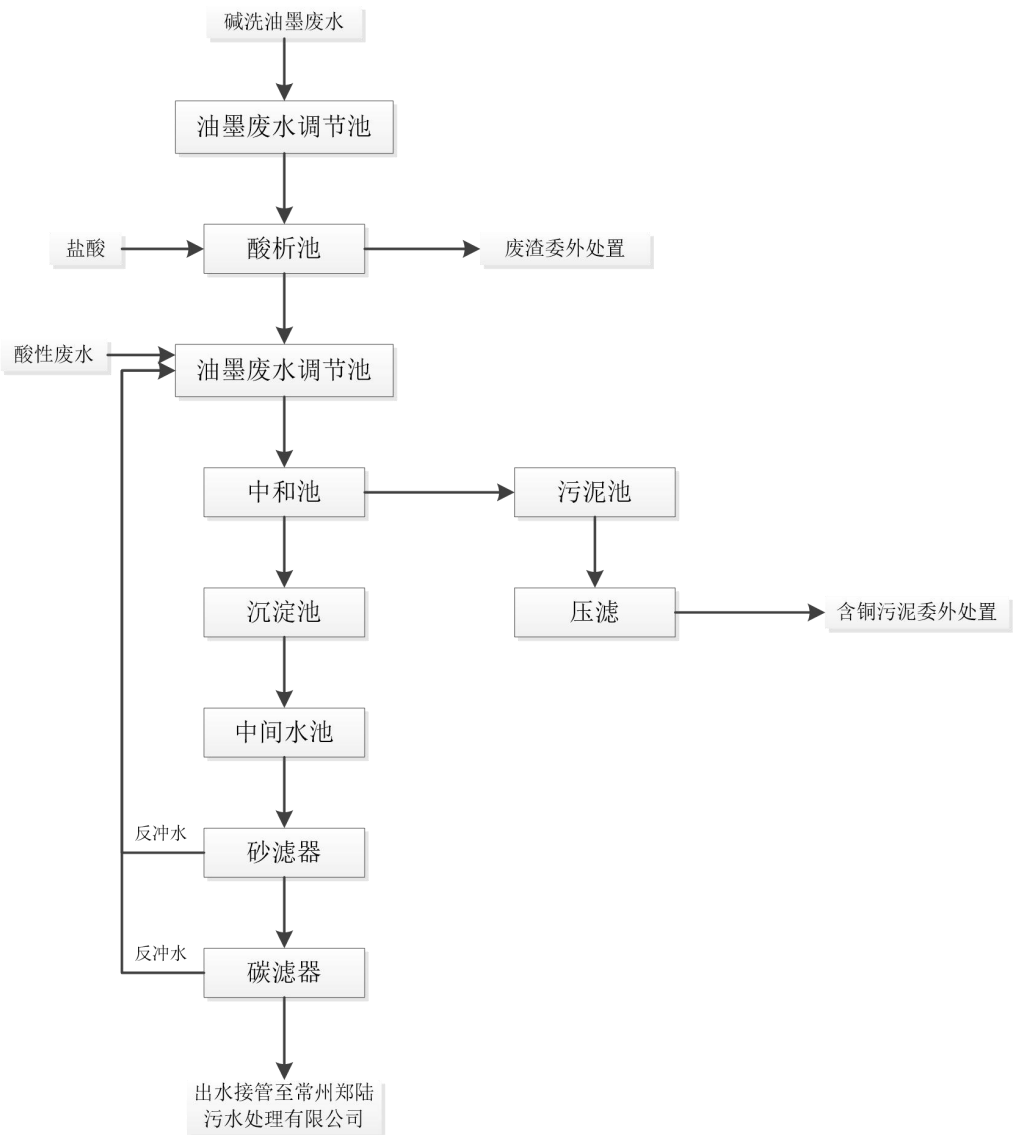 碱洗油墨废水
油墨废水调节池
盐酸
酸析池
废渣委外处置
酸性废水
油墨废水调节池
中和池
污泥池
沉淀池
压滤
含铜污泥委外处置
中间水池
反冲水
砂滤器
反冲水
碳滤器
出水接管至常州郑陆
污水处理有限公司